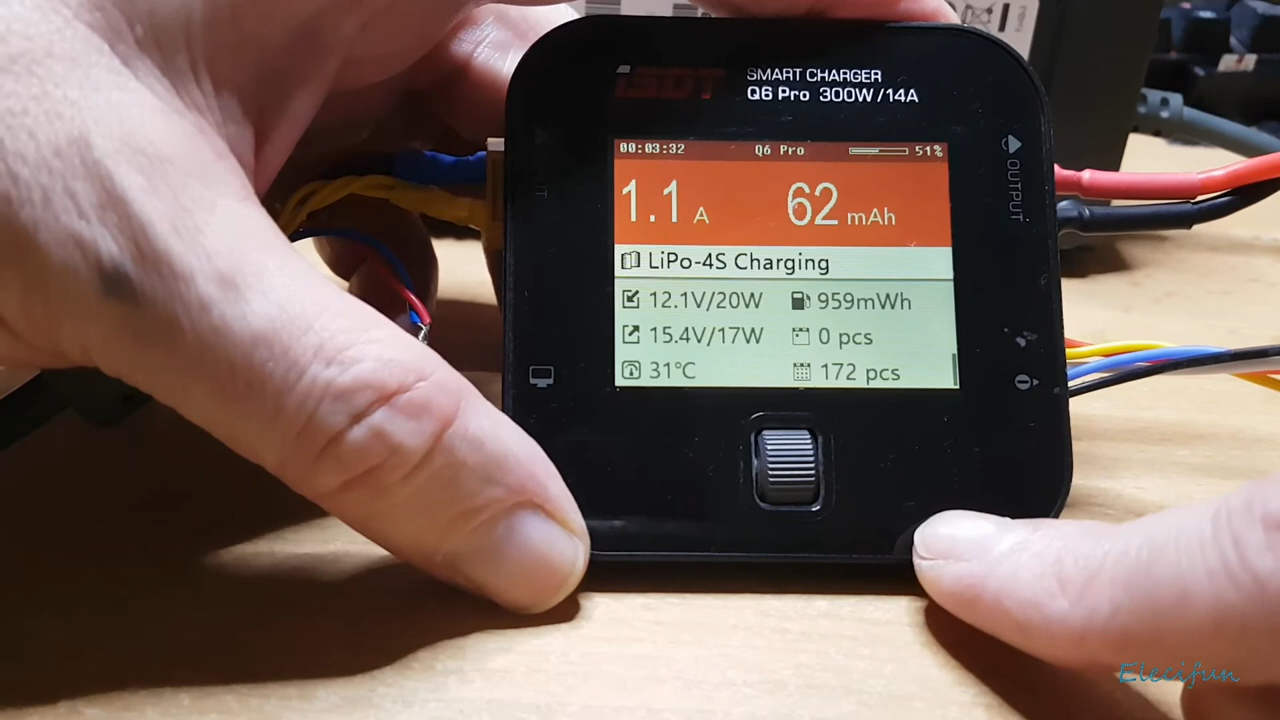 SMART CHARGER
Q6 Pro 300W/14A
00:03:32 Q6 Pro 51%
1.1 A 62 mAh
LiPo-4S Charging
12.1V/20W 959mWh
15.4V/17W 0 pcs
31℃ 172 pcs
OUTPUT
Elecifun